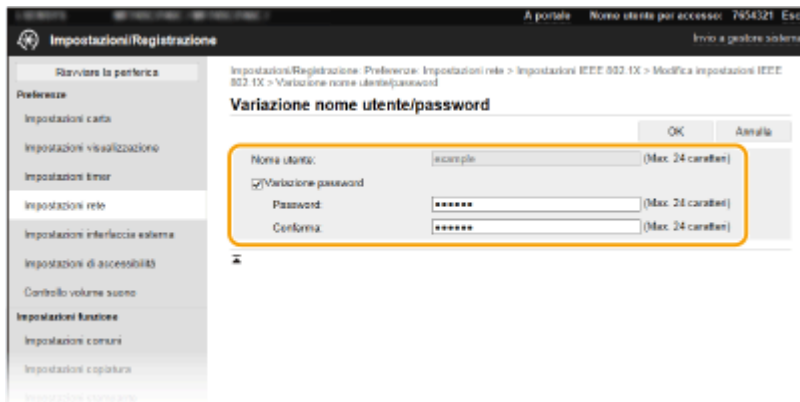 A portale Nome utente per accesso: 7654321 Esc
Impostazioni/Registrazione
Invio a gestore sistema
Riavviare la periferica
Preferenze
Impostazioni carta
Impostazioni visualizzazione
Impostazioni timer
Impostazioni rete
Impostazioni interfaccia esterna
Impostazioni di accessibilità
Controllo volume suono
Impostazioni funzione
Impostazioni comuni
Impostazioni copiatura
Impostazioni/Registrazione: Preferenze: Impostazioni rete > Impostazioni IEEE 802.1X > Modifica impostazioni IEEE
802.1X > Variazione nome utente/password
Variazione nome utente/password
OK Annulla
Nome utente: example (Max. 24 caratteri)
Variazione password
Password: •••••• (Max. 24 caratteri)
Conferma: •••••• (Max. 24 caratteri)